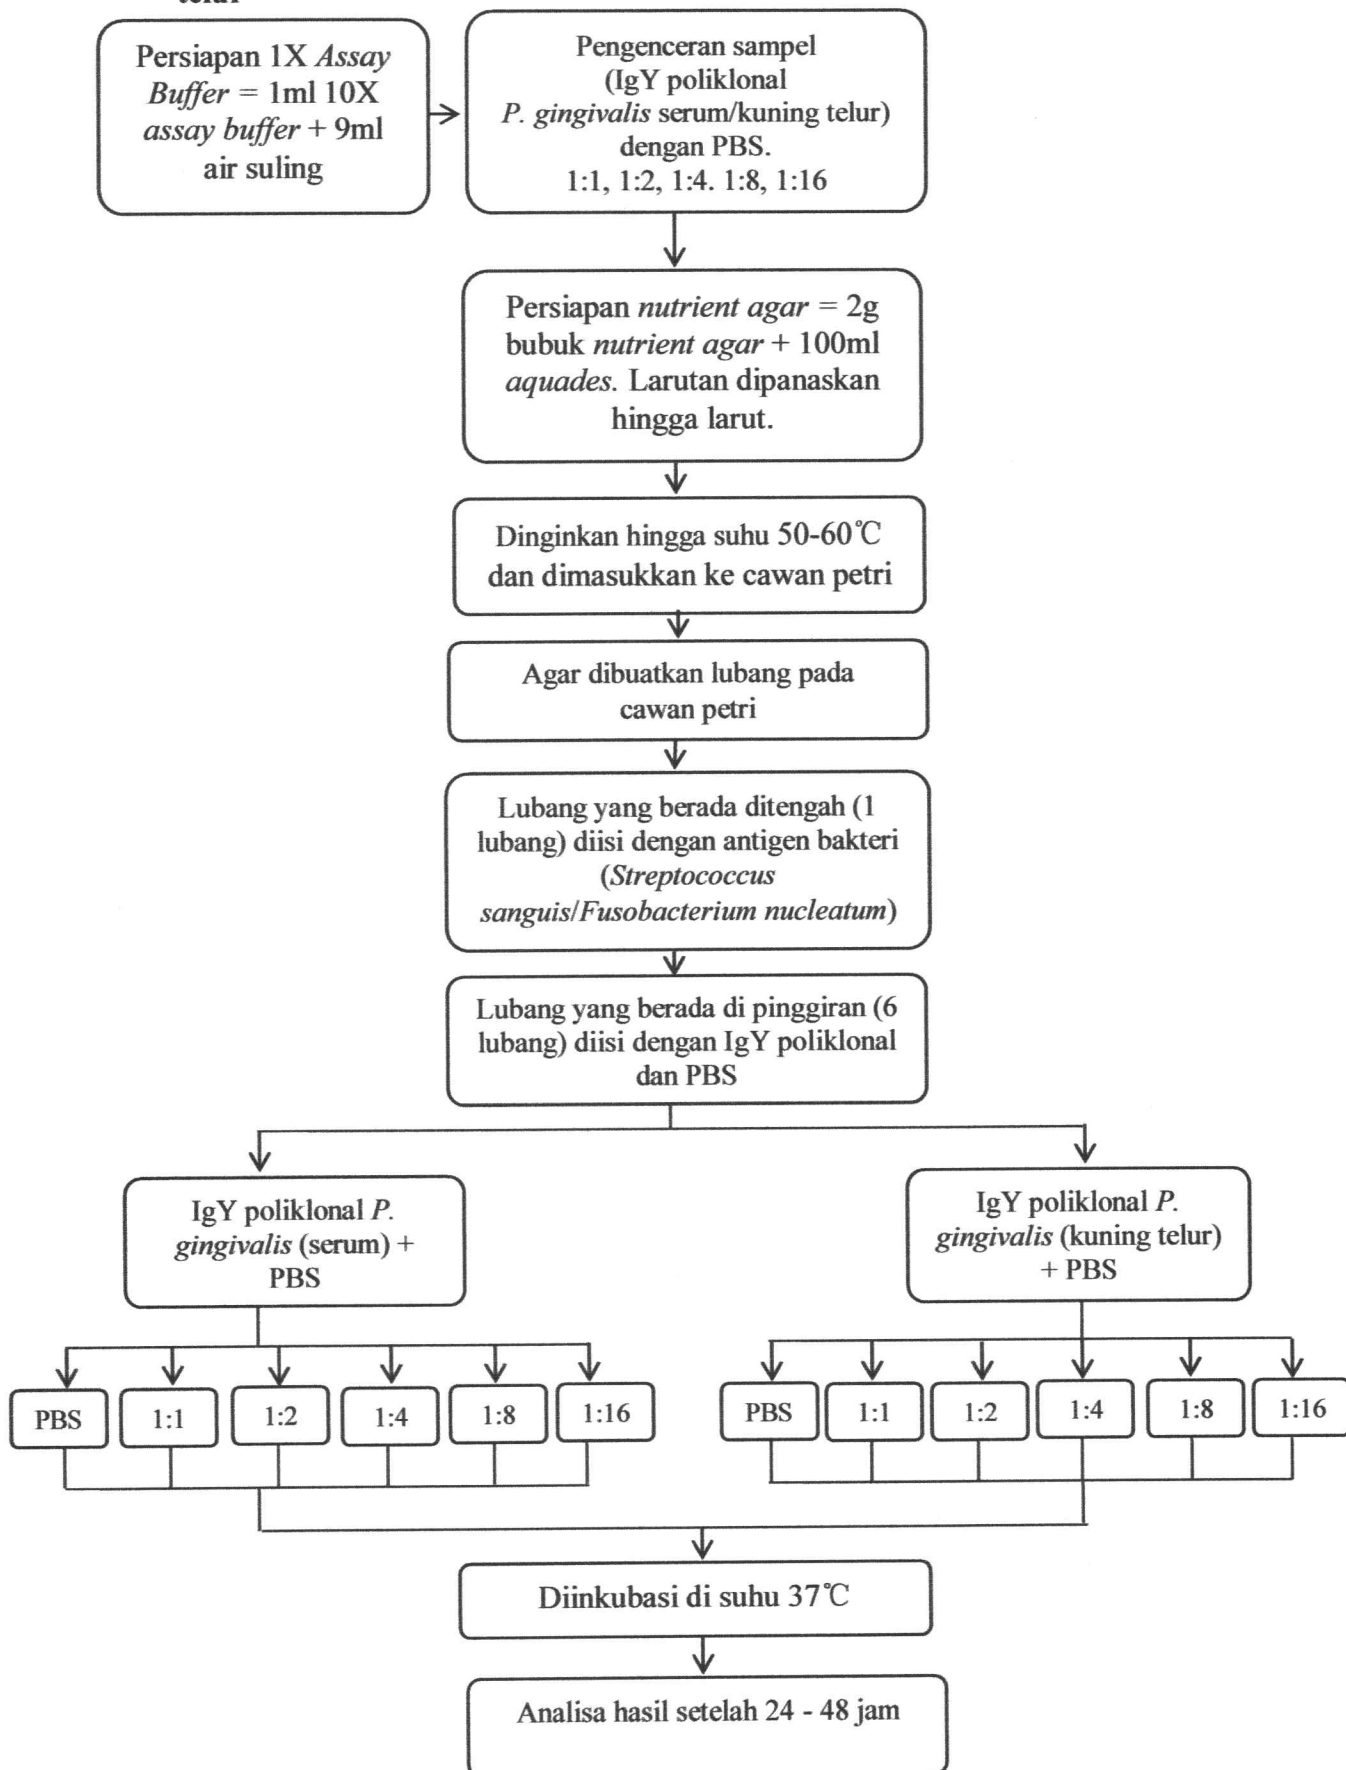 telur
Persiapan 1X Assay
Buffer = 1ml 10X
assay buffer + 9ml
air suling
Pengenceran sampel
(IgY poliklonal
P. gingivalis serum/kuning telur)
dengan PBS.
1:1, 1:2, 1:4. 1:8, 1:16
Persiapan nutrient agar = 2g
bubuk nutrient agar + 100ml
aquades. Larutan dipanaskan
hingga larut.
Dinginkan hingga suhu 50-60℃
dan dimasukkan ke cawan petri
Agar dibuatkan lubang pada
cawan petri
Lubang yang berada ditengah (1
lubang) diisi dengan antigen bakteri
(Streptococcus
sanguis/Fusobacterium nucleatum)
Lubang yang berada di pinggiran (6
lubang) diisi dengan IgY poliklonal
dan PBS
IgY poliklonal P.
gingivalis (serum) +
PBS
IgY poliklonal P.
gingivalis (kuning telur)
+ PBS
PBS
1:1
1:2
1:4
1:8
1:16
PBS
1:1
1:2
1:4
1:8
1:16
Diinkubasi di suhu 37℃
Analisa hasil setelah 24 - 48 jam